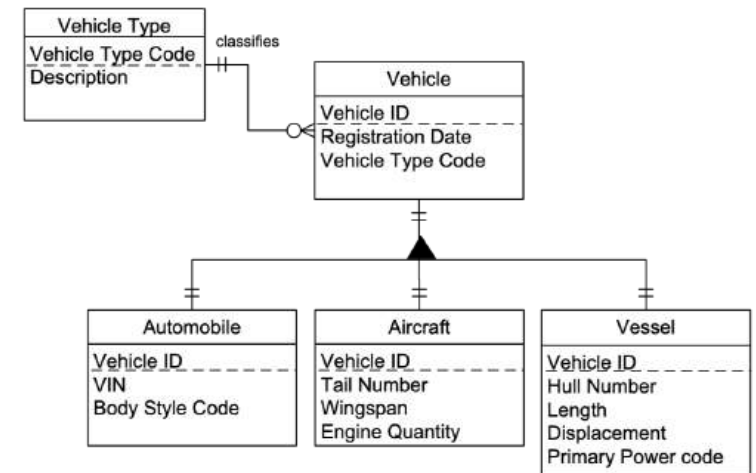 Vehicle Type
Vehicle Type Code
Description
classifies
Vehicle
Vehicle ID
Registration Date
Vehicle Type Code
Automobile
Vehicle ID
VIN
Body Style Code
Aircraft
Vehicle ID
Tail Number
Wingspan
Engine Quantity
Vessel
Vehicle ID
Hull Number
Length
Displacement
Primary Power code